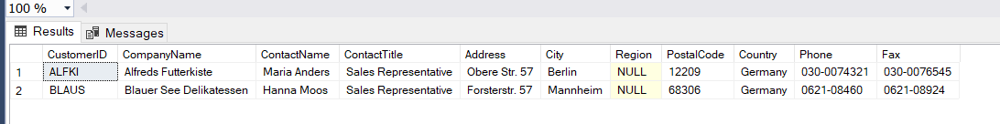 100 %
Results Messages
CustomerID CompanyName ContactName ContactTitle Address City Region PostalCode Country Phone Fax
1 ALFKI Alfreds Futterkiste Maria Anders Sales Representative Obere Str. 57 Berlin NULL 12209 Germany 030-0074321 030-0076545
2 BLAUS Blauer See Delikatessen Hanna Moos Sales Representative Forsterstr. 57 Mannheim NULL 68306 Germany 0621-08460 0621-08924